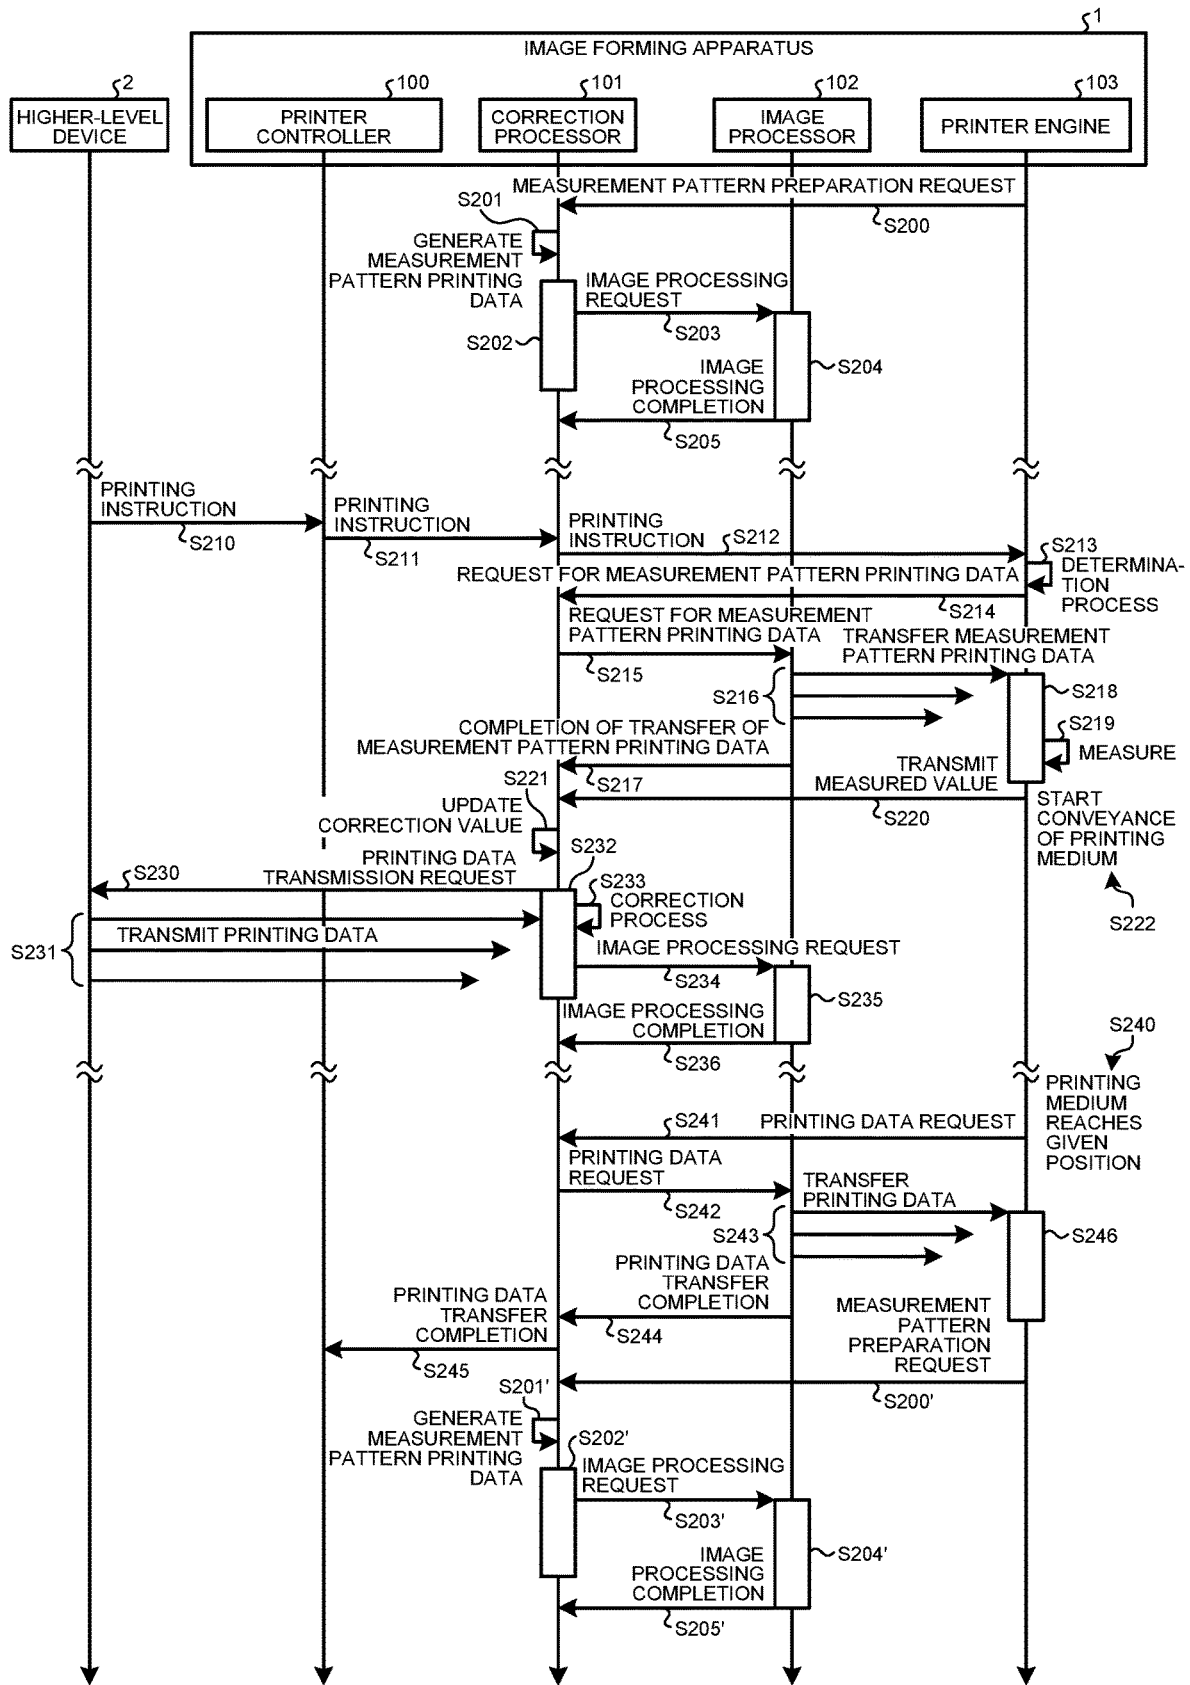 1
IMAGE FORMING APPARATUS
2
100
101
102
103
HIGHER-LEVEL
DEVICE
PRINTER
CONTROLLER
CORRECTION
PROCESSOR
IMAGE
PROCESSOR
PRINTER ENGINE
MEASUREMENT PATTERN PREPARATION REQUEST
S200
S201
GENERATE
MEASUREMENT
PATTERN PRINTING
DATA
IMAGE PROCESSING
REQUEST
S202
S203
S204
IMAGE
PROCESSING
COMPLETION
S205
PRINTING
INSTRUCTION
S210
PRINTING
INSTRUCTION
S211
PRINTING
INSTRUCTION
S212
S213
DETERMINA-
TION
PROCESS
REQUEST FOR MEASUREMENT PATTERN PRINTING DATA
S214
REQUEST FOR MEASUREMENT
PATTERN PRINTING DATA
S215
TRANSFER MEASUREMENT
PATTERN PRINTING DATA
S216
S218
COMPLETION OF TRANSFER OF
MEASUREMENT PATTERN PRINTING DATA
S217
S219
MEASURE
TRANSMIT
MEASURED VALUE
S220
S221
UPDATE
CORRECTION VALUE
START
CONVEYANCE
OF PRINTING
MEDIUM
S222
PRINTING DATA
TRANSMISSION REQUEST
S230
S232
S233
CORRECTION
PROCESS
S231
TRANSMIT PRINTING DATA
IMAGE PROCESSING REQUEST
S234
S235
IMAGE PROCESSING
COMPLETION
S236
S240
PRINTING
MEDIUM
REACHES
GIVEN
POSITION
S241
PRINTING DATA REQUEST
PRINTING DATA
REQUEST
S242
TRANSFER
PRINTING DATA
S243
S246
PRINTING DATA
TRANSFER
COMPLETION
S244
PRINTING DATA
TRANSFER
COMPLETION
S245
MEASUREMENT
PATTERN
PREPARATION
REQUEST
S200'
S201'
GENERATE
MEASUREMENT
PATTERN PRINTING
DATA
S202'
IMAGE PROCESSING
REQUEST
S203'
S204'
IMAGE
PROCESSING
COMPLETION
S205'